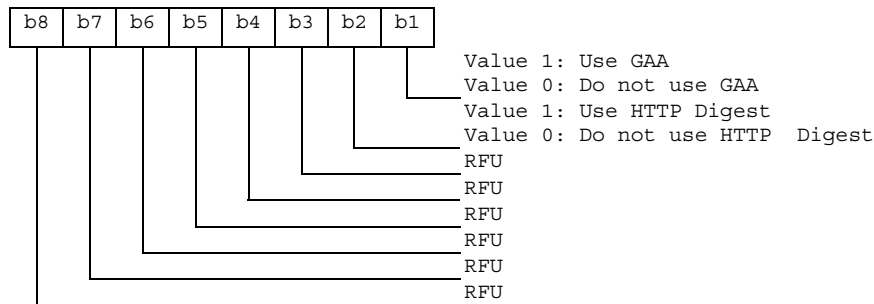 b8 b7 b6 b5 b4 b3 b2 b1
Value 1: Use GAA
Value 0: Do not use GAA
Value 1: Use HTTP Digest
Value 0: Do not use HTTP Digest
RFU
RFU
RFU
RFU
RFU
RFU